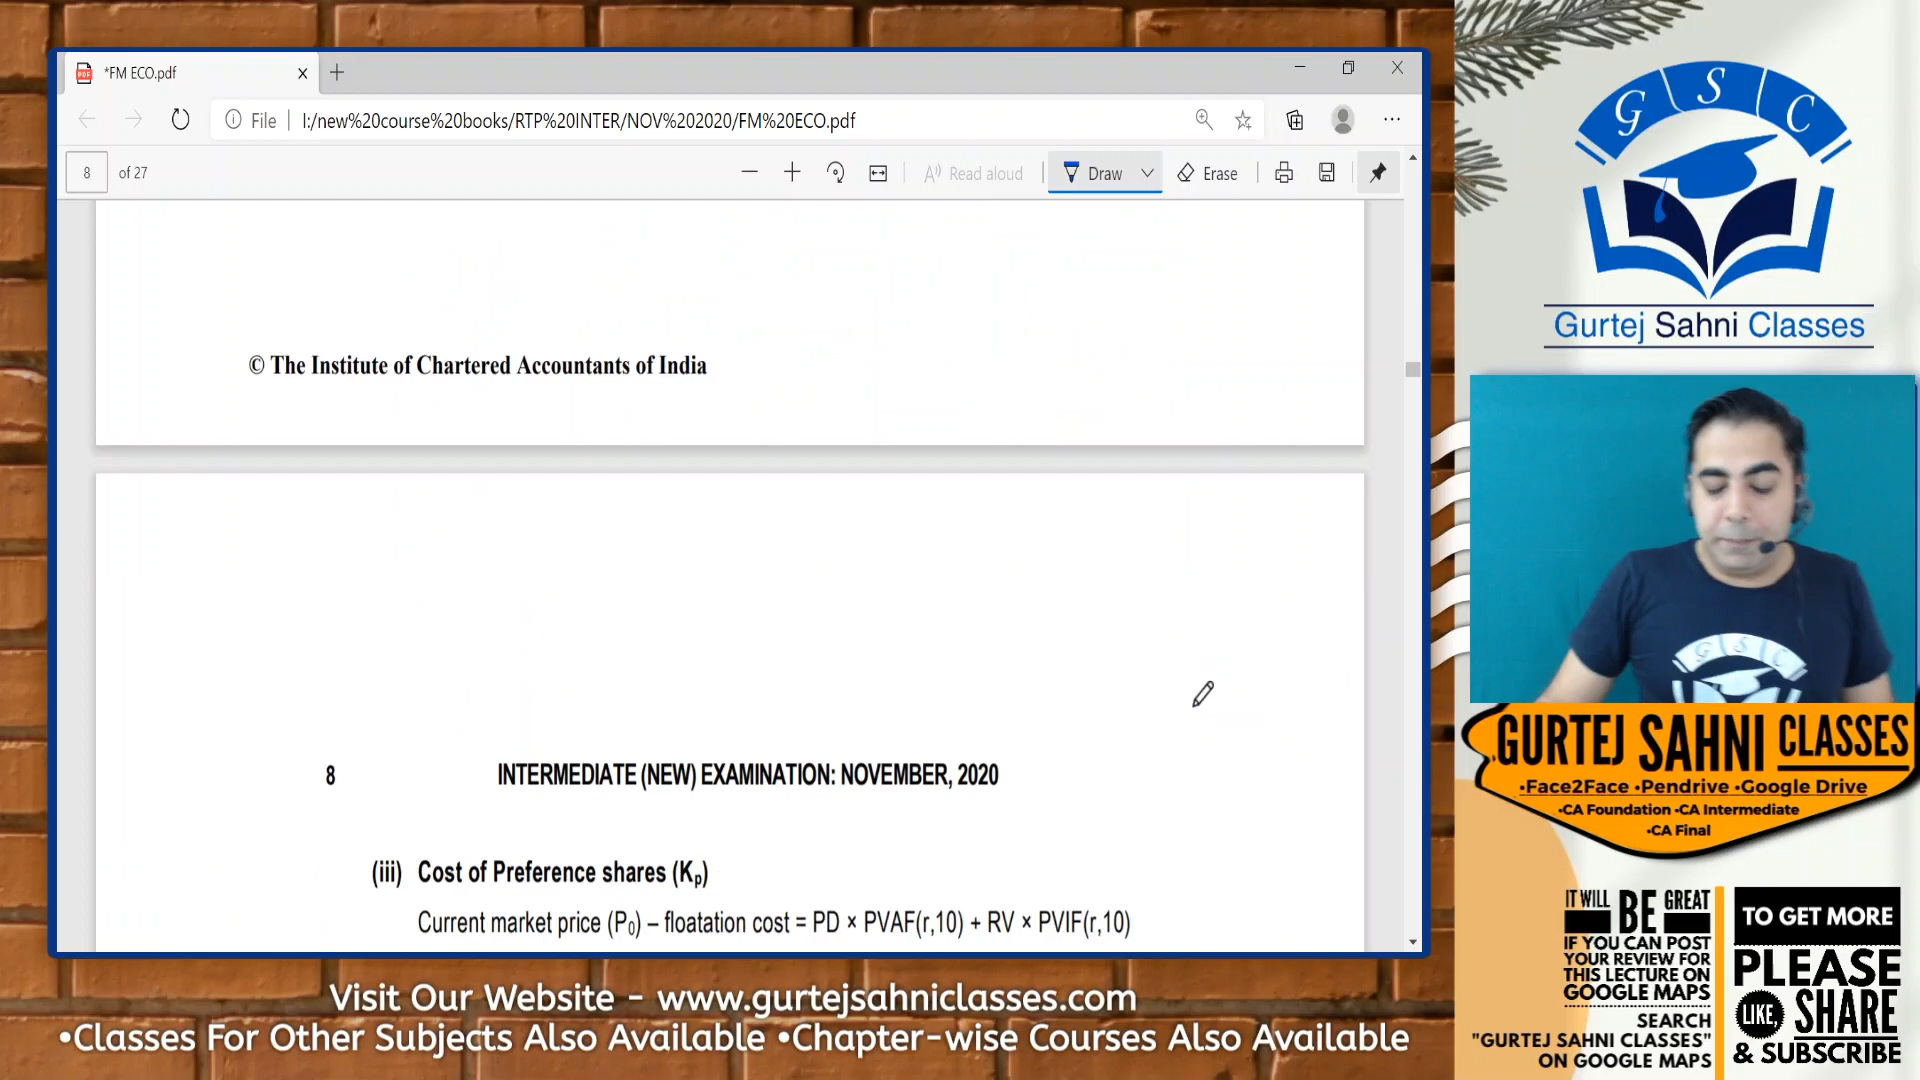 *FM ECO.pdf
File
I:/new%20course%20books/RTP%20INTER/NOV%202020/FM%20ECO.pdf
8 of 27
Read aloud
Draw
Erase
© The Institute of Chartered Accountants of India
8 INTERMEDIATE (NEW) EXAMINATION: NOVEMBER, 2020
(iii) Cost of Preference shares (Kp)
Current market price (P0) – floatation cost = PD × PVAF(r,10) + RV × PVIF(r,10)
Visit Our Website - www.gurtejsahniclasses.com
•Classes For Other Subjects Also Available •Chapter-wise Courses Also Available
G S C
Gurtej Sahni Classes
G S C
GURTEJ SAHNI CLASSES
•Face2Face •Pendrive •Google Drive
•CA Foundation •CA Intermediate
•CA Final
IT WILL BE GREAT
IF YOU CAN POST
YOUR REVIEW FOR
THIS LECTURE ON
GOOGLE MAPS
SEARCH
"GURTEJ SAHNI CLASSES"
ON GOOGLE MAPS
TO GET MORE
PLEASE
LIKE, SHARE
& SUBSCRIBE